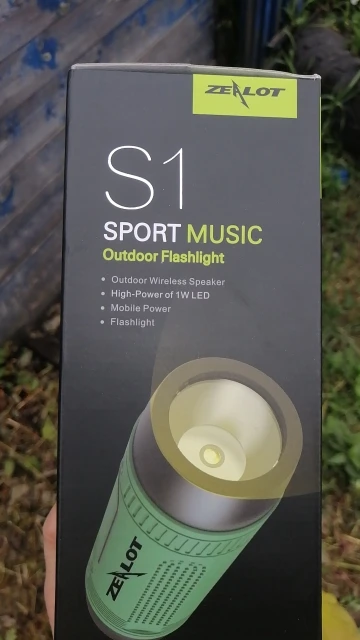 ZEALOT
S1
SPORT MUSIC
Outdoor Flashlight
• Outdoor Wireless Speaker
• High-Power of 1W LED
• Mobile Power
• Flashlight
ZEALOT